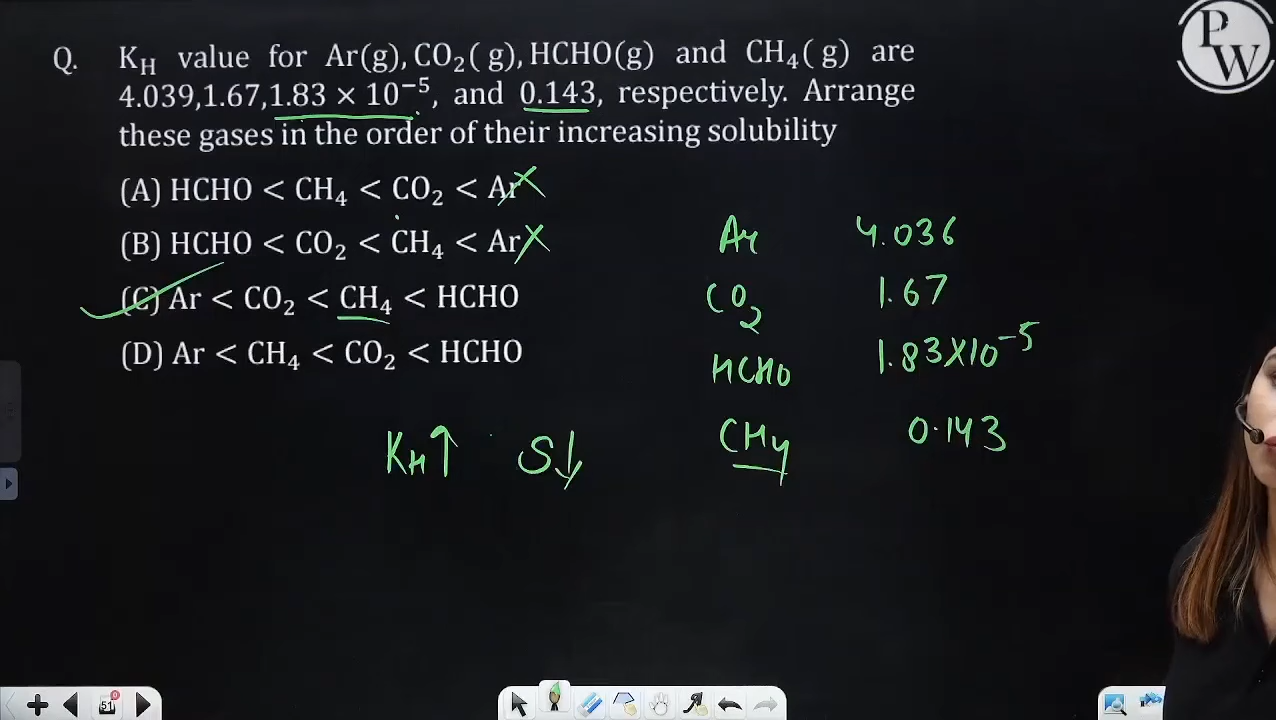 PW
Q. K_H value for Ar(g), CO₂( g), HCHO(g) and CH₄( g) are
4.039,1.67,1.83 × 10⁻⁵, and 0.143, respectively. Arrange
these gases in the order of their increasing solubility
(A) HCHO < CH₄ < CO₂ < Ar
(B) HCHO < CO₂ < CH₄ < Ar
(C) Ar < CO₂ < CH₄ < HCHO
(D) Ar < CH₄ < CO₂ < HCHO
Ar 4.036
CO₂ 1.67
HCHO 1.83X10⁻⁵
CH₄ 0.143
K_H↑ S↓
51
0